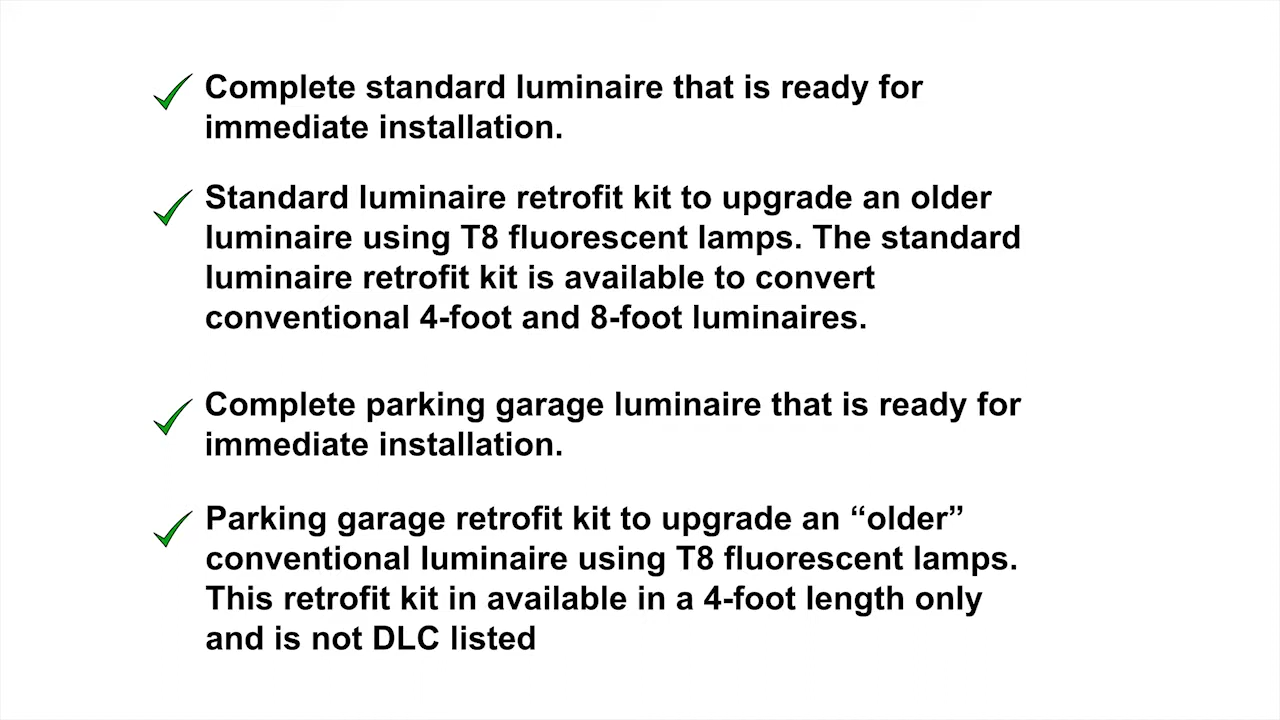 Complete standard luminaire that is ready for
immediate installation.
Standard luminaire retrofit kit to upgrade an older
luminaire using T8 fluorescent lamps. The standard
luminaire retrofit kit is available to convert
conventional 4-foot and 8-foot luminaires.
Complete parking garage luminaire that is ready for
immediate installation.
Parking garage retrofit kit to upgrade an “older”
conventional luminaire using T8 fluorescent lamps.
This retrofit kit in available in a 4-foot length only
and is not DLC listed